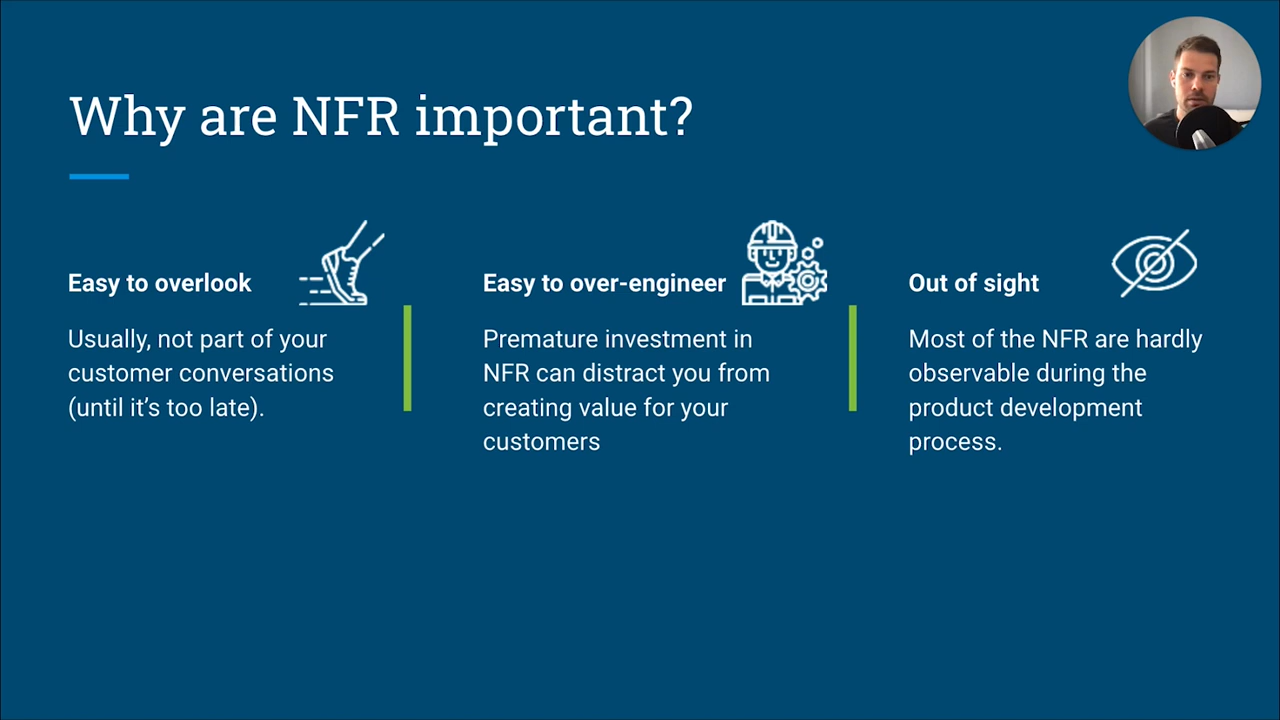 Why are NFR important?
Easy to overlook
Usually, not part of your
customer conversations
(until it’s too late).
Easy to over-engineer
Premature investment in
NFR can distract you from
creating value for your
customers
Out of sight
Most of the NFR are hardly
observable during the
product development
process.